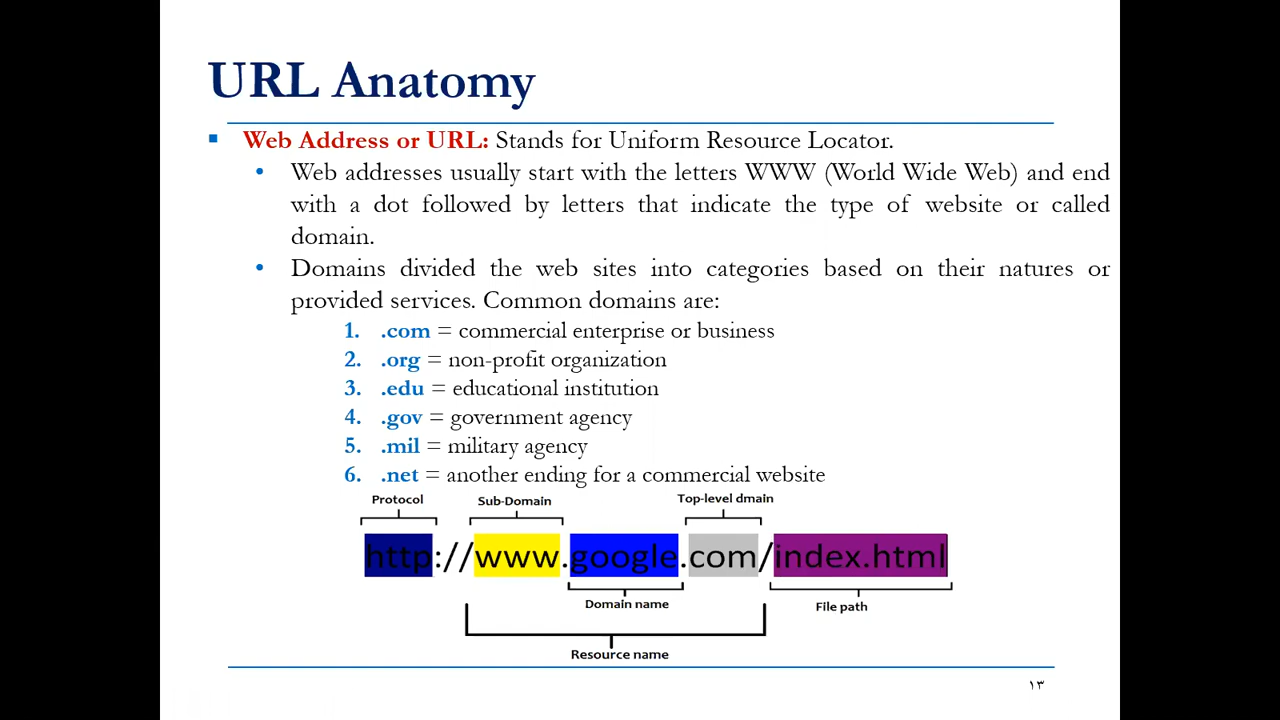 URL Anatomy
Web Address or URL: Stands for Uniform Resource Locator.
Web addresses usually start with the letters WWW (World Wide Web) and end
with a dot followed by letters that indicate the type of website or called
domain.
Domains divided the web sites into categories based on their natures or
provided services. Common domains are:
1. .com = commercial enterprise or business
2. .org = non-profit organization
3. .edu = educational institution
4. .gov = government agency
5. .mil = military agency
6. .net = another ending for a commercial website
Protocol Sub-Domain Top-level dmain
http://www.google.com/index.html
Domain name File path
Resource name
١٣